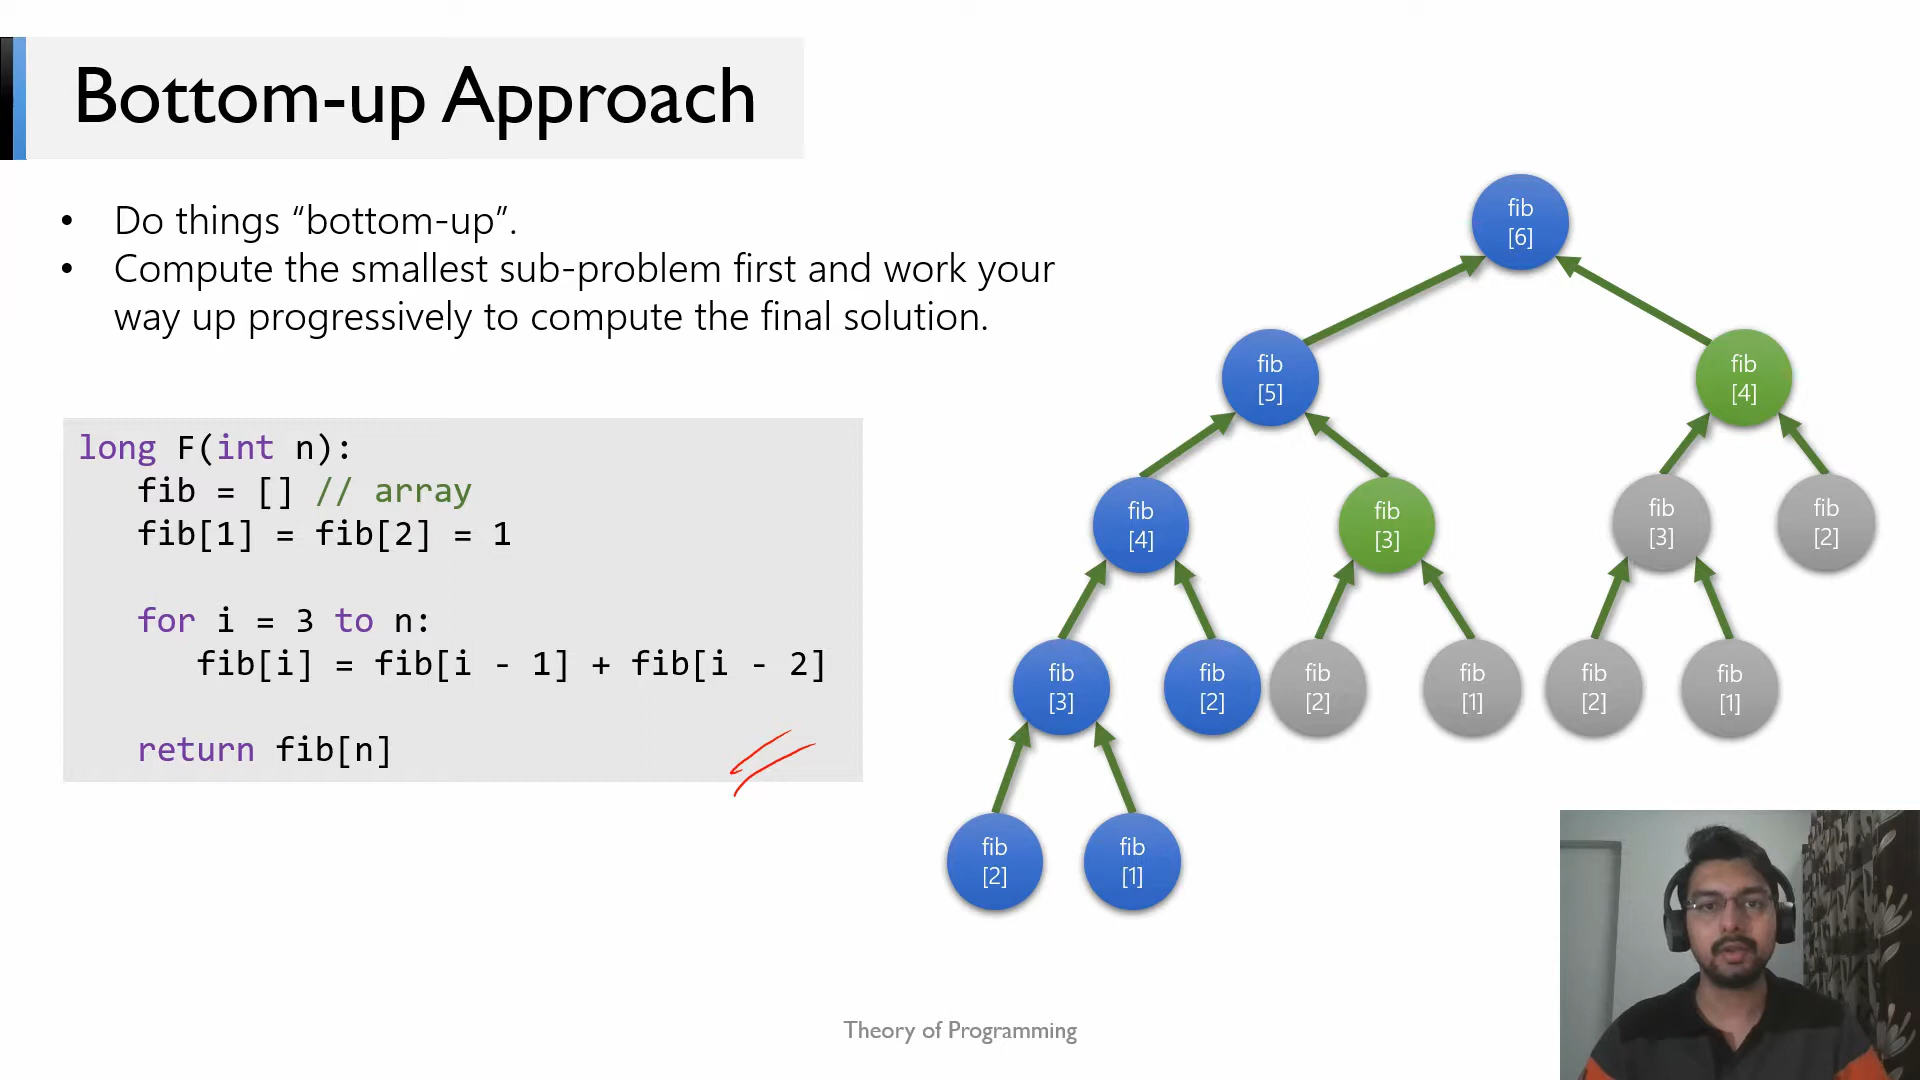 Bottom-up Approach
• Do things “bottom-up”.
• Compute the smallest sub-problem first and work your
way up progressively to compute the final solution.
long F(int n):
fib = [] // array
fib[1] = fib[2] = 1
for i = 3 to n:
fib[i] = fib[i - 1] + fib[i - 2]
return fib[n]
fib
[6]
fib
[5]
fib
[4]
fib
[4]
fib
[3]
fib
[3]
fib
[2]
fib
[3]
fib
[2]
fib
[2]
fib
[1]
fib
[2]
fib
[1]
fib
[2]
fib
[1]
Theory of Programming